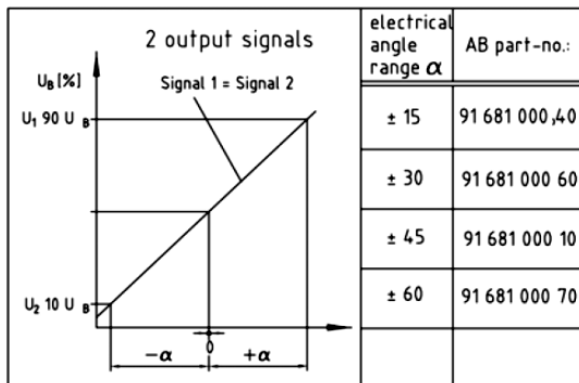 2 output signals
U_B [%]
Signal 1 = Signal 2
U₁ 90 U_B
U₂ 10 U_B
0
-α
+α
electrical angle range α
AB part-no.:
± 15
91 681 000,40
± 30
91 681 000 60
± 45
91 681 000 10
± 60
91 681 000 70